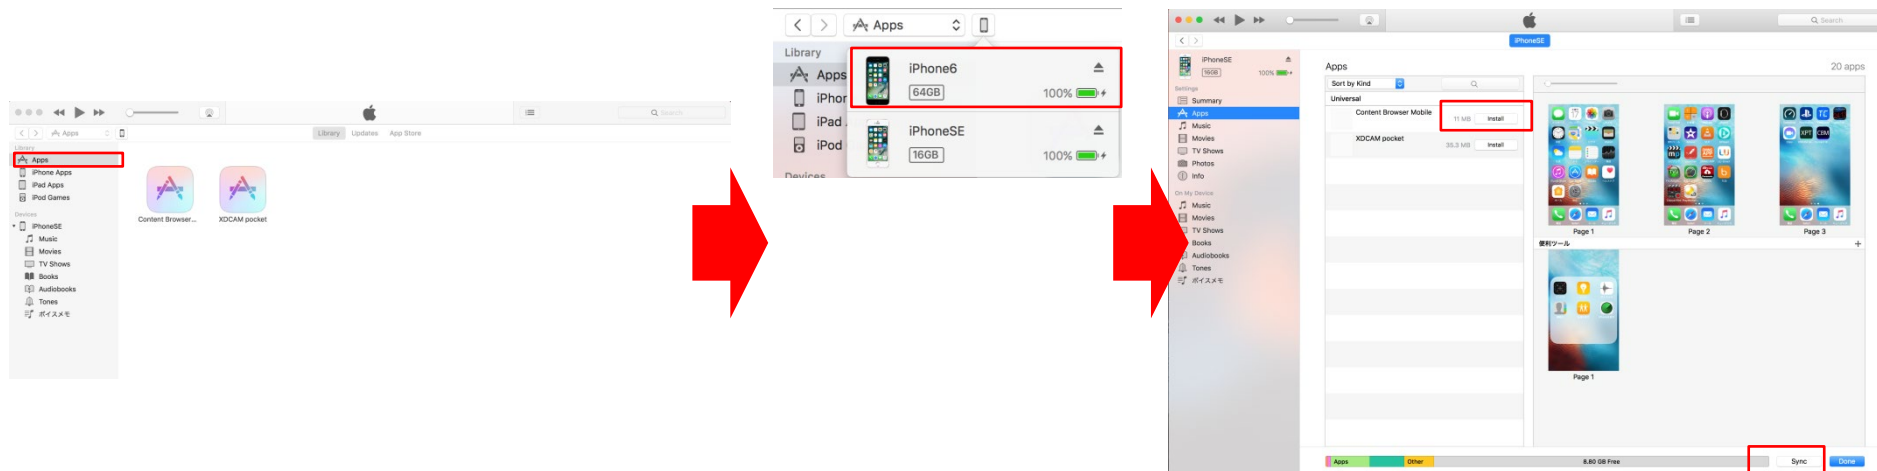 Apps
Library Updates App Store
Search
Library
Apps
iPhone Apps
iPad Apps
iPod Games
Devices
iPhoneSE
Music
Movies
TV Shows
Books
Audiobooks
Tones
ボイスメモ
Content Browser...
XDCAM pocket
Apps
Library
Apps
iPhor
iPad
iPod
Devices
iPhone6
64GB
100%
iPhoneSE
16GB
100%
Search
iPhoneSE
iPhoneSE
16GB
100%
Settings
Summary
Apps
Music
Movies
TV Shows
Photos
Info
On My Device
Music
Movies
TV Shows
Books
Audiobooks
Tones
ボイスメモ
Apps
20 apps
Sort by Kind
Universal
Content Browser Mobile
11 MB Install
XDCAM pocket
35.3 MB Install
Page 1
Page 2
XPT CBM
Page 3
便利ツール
Page 1
Apps
Other
8.80 GB Free
Sync
Done